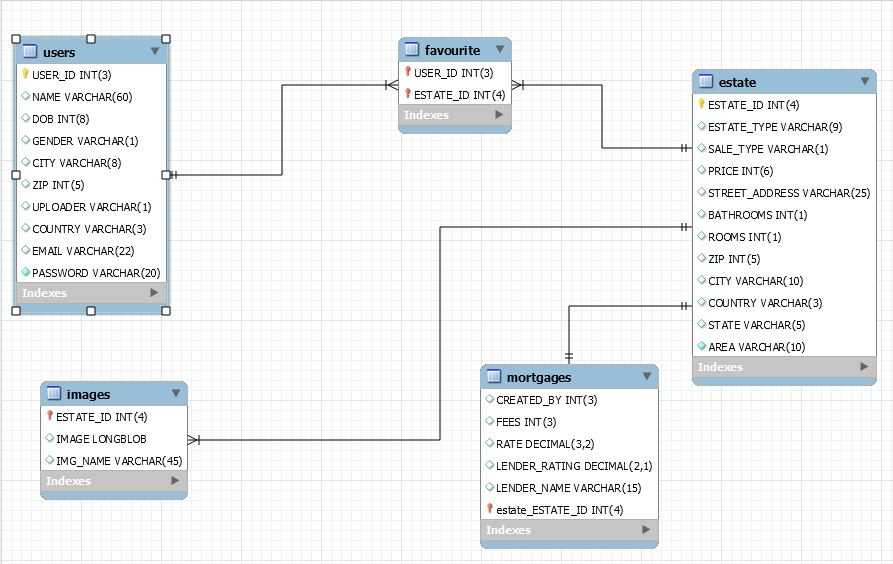 users
USER_ID INT(3)
NAME VARCHAR(60)
DOB INT(8)
GENDER VARCHAR(1)
CITY VARCHAR(8)
ZIP INT(5)
UPLOADER VARCHAR(1)
COUNTRY VARCHAR(3)
EMAIL VARCHAR(22)
PASSWORD VARCHAR(20)
Indexes
favourite
USER_ID INT(3)
ESTATE_ID INT(4)
Indexes
estate
ESTATE_ID INT(4)
ESTATE_TYPE VARCHAR(9)
SALE_TYPE VARCHAR(1)
PRICE INT(6)
STREET_ADDRESS VARCHAR(25)
BATHROOMS INT(1)
ROOMS INT(1)
ZIP INT(5)
CITY VARCHAR(10)
COUNTRY VARCHAR(3)
STATE VARCHAR(5)
AREA VARCHAR(10)
Indexes
images
ESTATE_ID INT(4)
IMAGE LONGBLOB
IMG_NAME VARCHAR(45)
Indexes
mortgages
CREATED_BY INT(3)
FEES INT(3)
RATE DECIMAL(3,2)
LENDER_RATING DECIMAL(2,1)
LENDER_NAME VARCHAR(15)
estate_ESTATE_ID INT(4)
Indexes